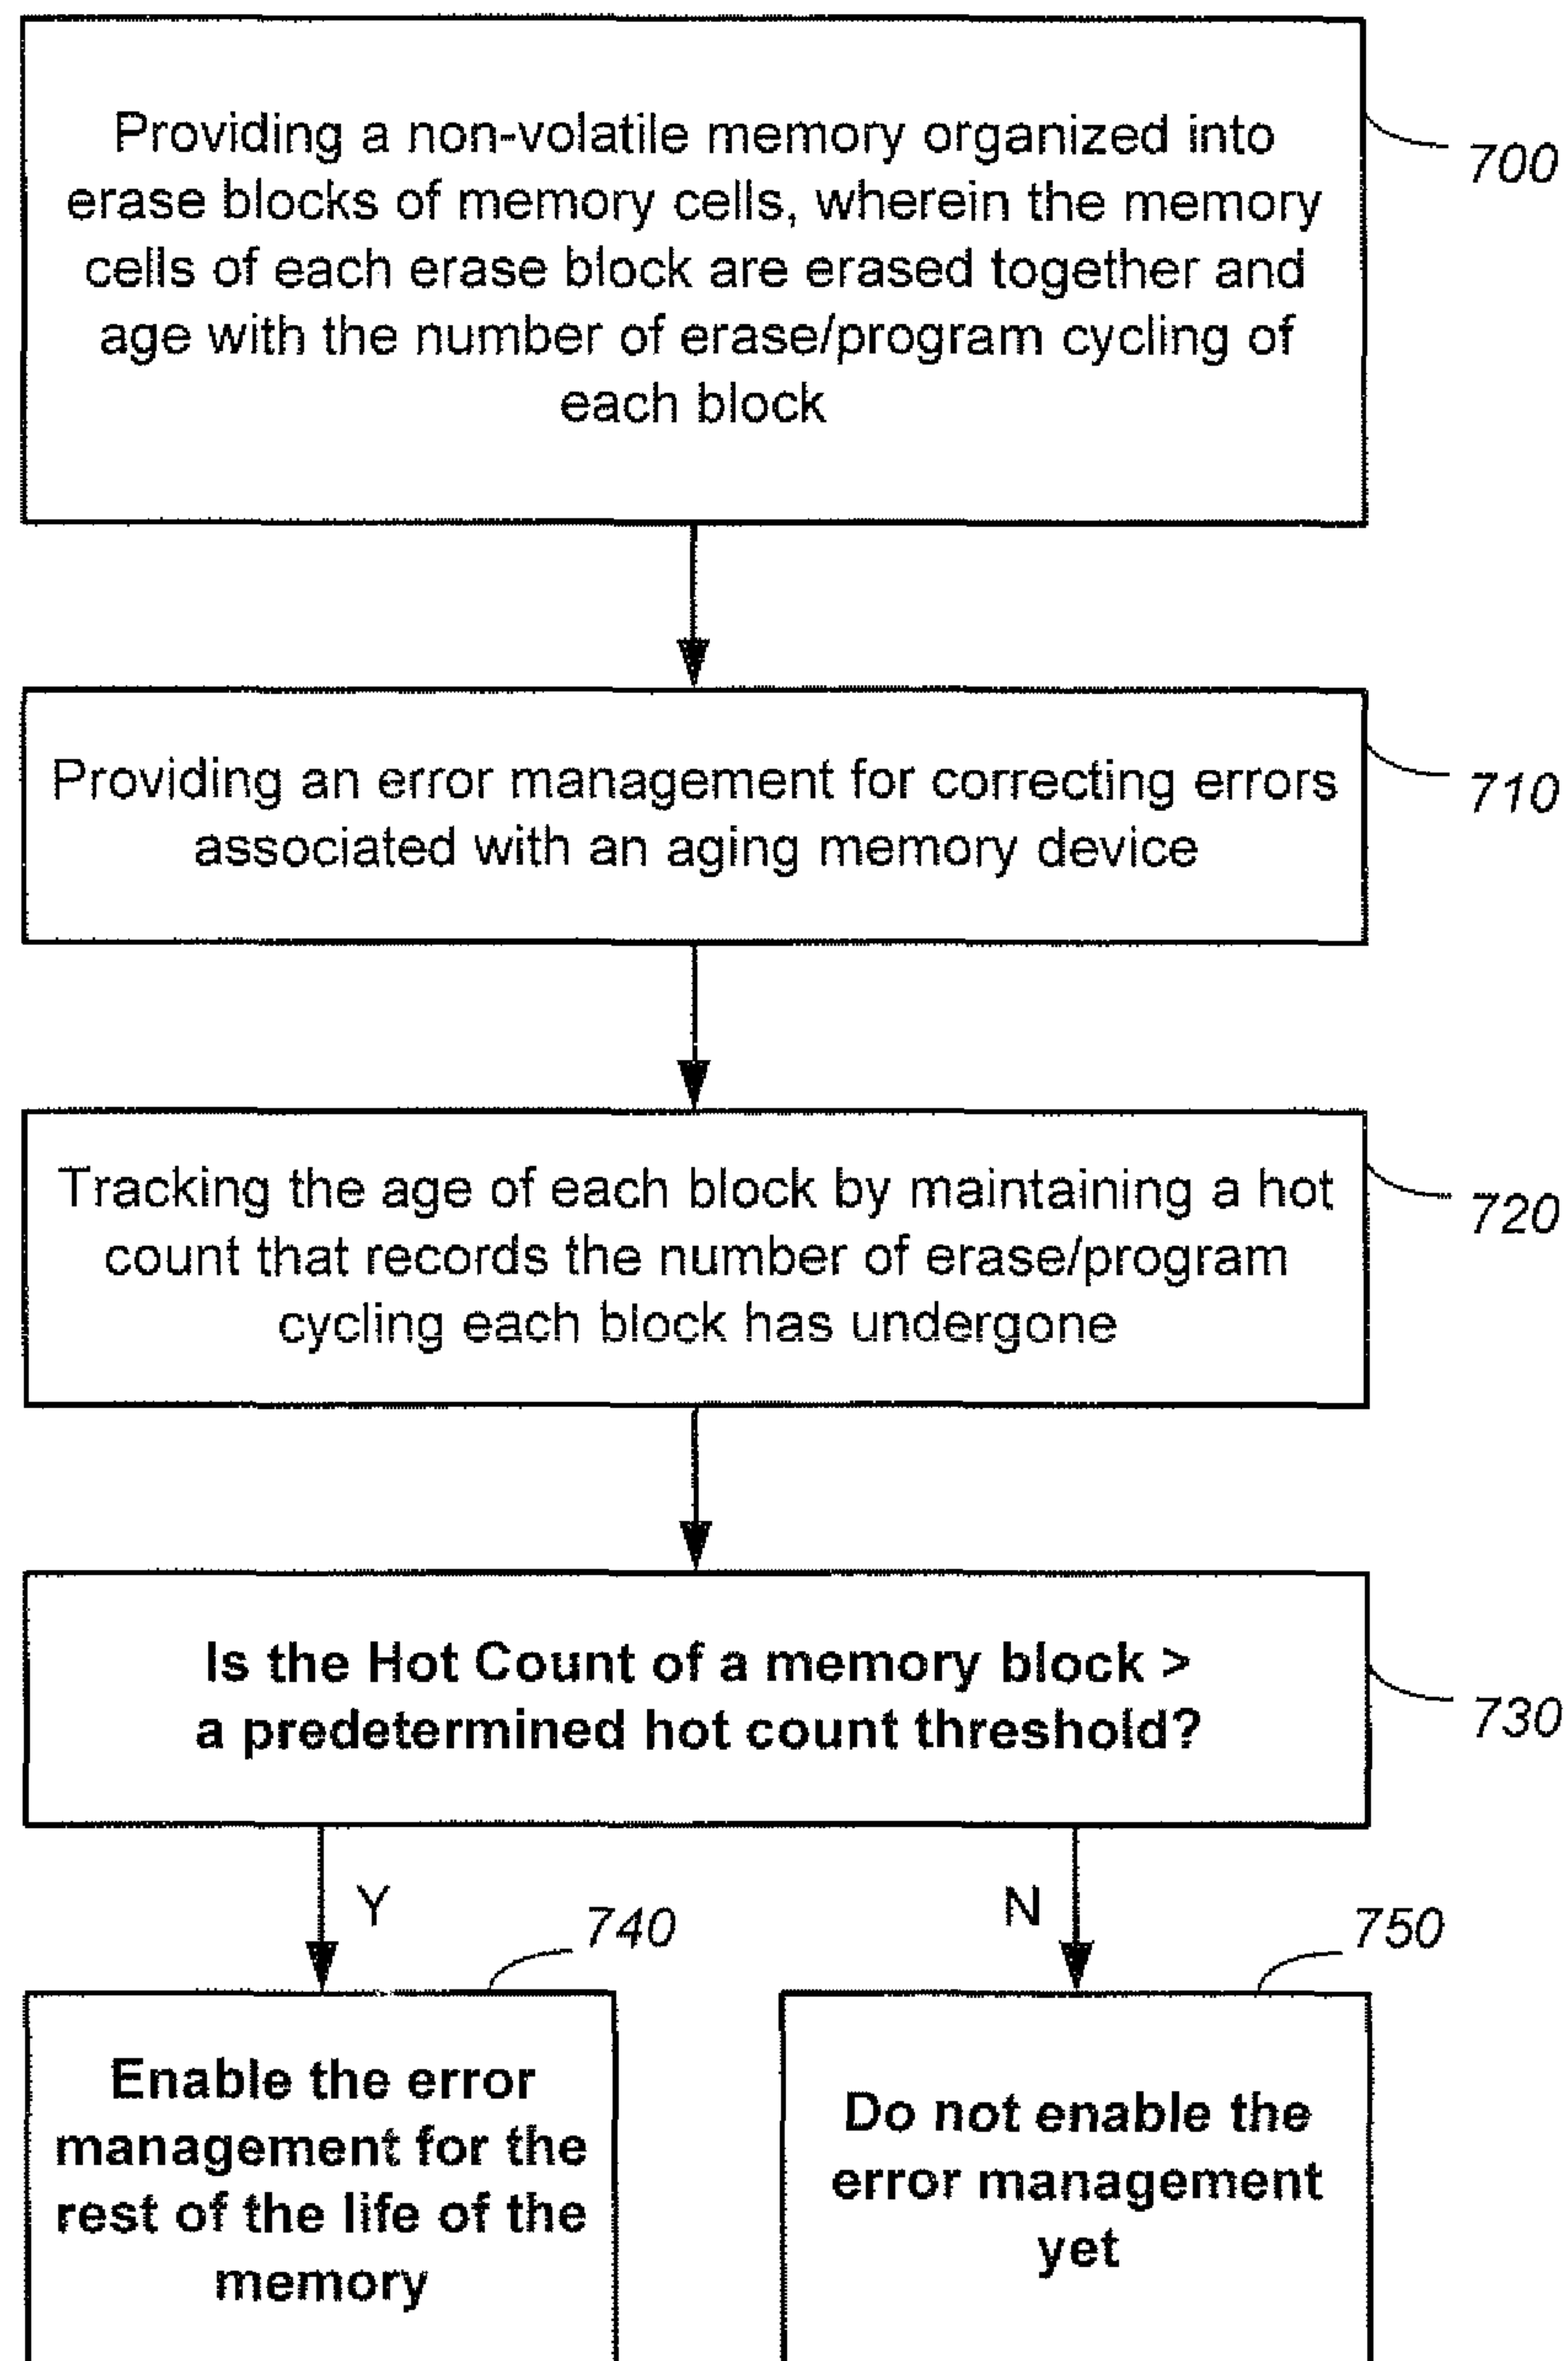 Providing a non-volatile memory organized into
erase blocks of memory cells, wherein the memory
cells of each erase block are erased together and
age with the number of erase/program cycling of
each block
700
Providing an error management for correcting errors
associated with an aging memory device
710
Tracking the age of each block by maintaining a hot
count that records the number of erase/program
cycling each block has undergone
720
Is the Hot Count of a memory block >
a predetermined hot count threshold?
730
Y
740
N
750
Enable the error
management for the
rest of the life of the
memory
Do not enable the
error management
yet